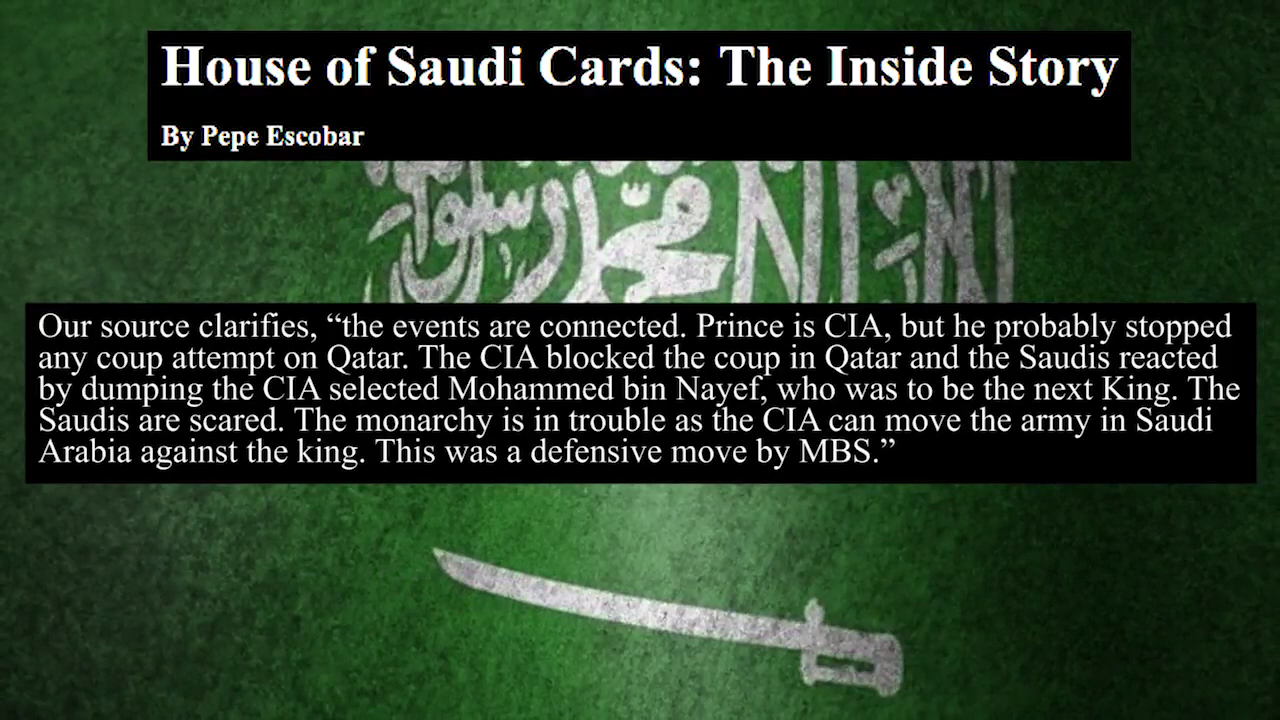 House of Saudi Cards: The Inside Story
By Pepe Escobar
محمد رسول
Our source clarifies, “the events are connected. Prince is CIA, but he probably stopped
any coup attempt on Qatar. The CIA blocked the coup in Qatar and the Saudis reacted
by dumping the CIA selected Mohammed bin Nayef, who was to be the next King. The
Saudis are scared. The monarchy is in trouble as the CIA can move the army in Saudi
Arabia against the king. This was a defensive move by MBS.”